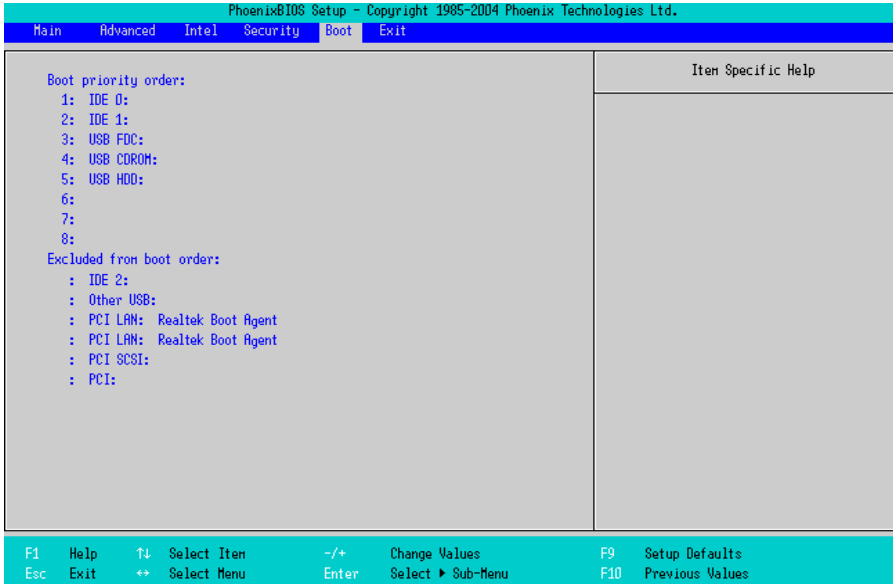 PhoenixBIOS Setup - Copyright 1985-2004 Phoenix Technologies Ltd.
Main Advanced Intel Security Boot Exit
Item Specific Help
Boot priority order:
1: IDE 0:
2: IDE 1:
3: USB FDC:
4: USB CDROM:
5: USB HDD:
6:
7:
8:
Excluded from boot order:
: IDE 2:
: Other USB:
: PCI LAN: Realtek Boot Agent
: PCI LAN: Realtek Boot Agent
: PCI SCSI:
: PCI:
F1 Help ↑↓ Select Item -/+ Change Values F9 Setup Defaults
Esc Exit ↔ Select Menu Enter Select ▶ Sub-Menu F10 Previous Values